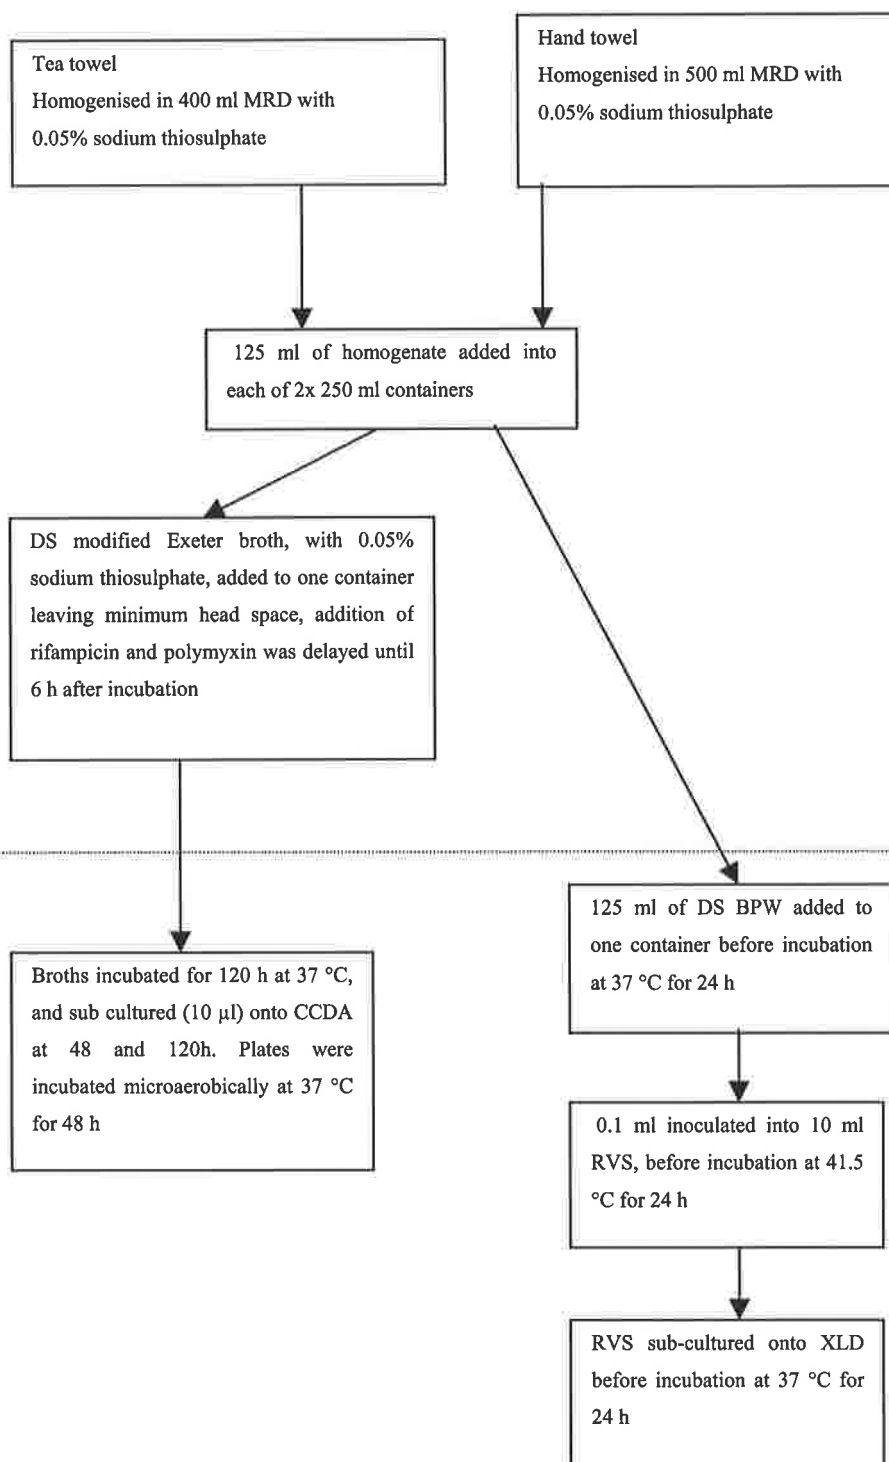 Tea towel
Homogenised in 400 ml MRD with
0.05% sodium thiosulphate
Hand towel
Homogenised in 500 ml MRD with
0.05% sodium thiosulphate
125 ml of homogenate added into
each of 2x 250 ml containers
DS modified Exeter broth, with 0.05%
sodium thiosulphate, added to one container
leaving minimum head space, addition of
rifampicin and polymyxin was delayed until
6 h after incubation
Broths incubated for 120 h at 37 °C,
and sub cultured (10 µl) onto CCDA
at 48 and 120h. Plates were
incubated microaerobically at 37 °C
for 48 h
125 ml of DS BPW added to
one container before incubation
at 37 °C for 24 h
0.1 ml inoculated into 10 ml
RVS, before incubation at 41.5
°C for 24 h
RVS sub-cultured onto XLD
before incubation at 37 °C for
24 h